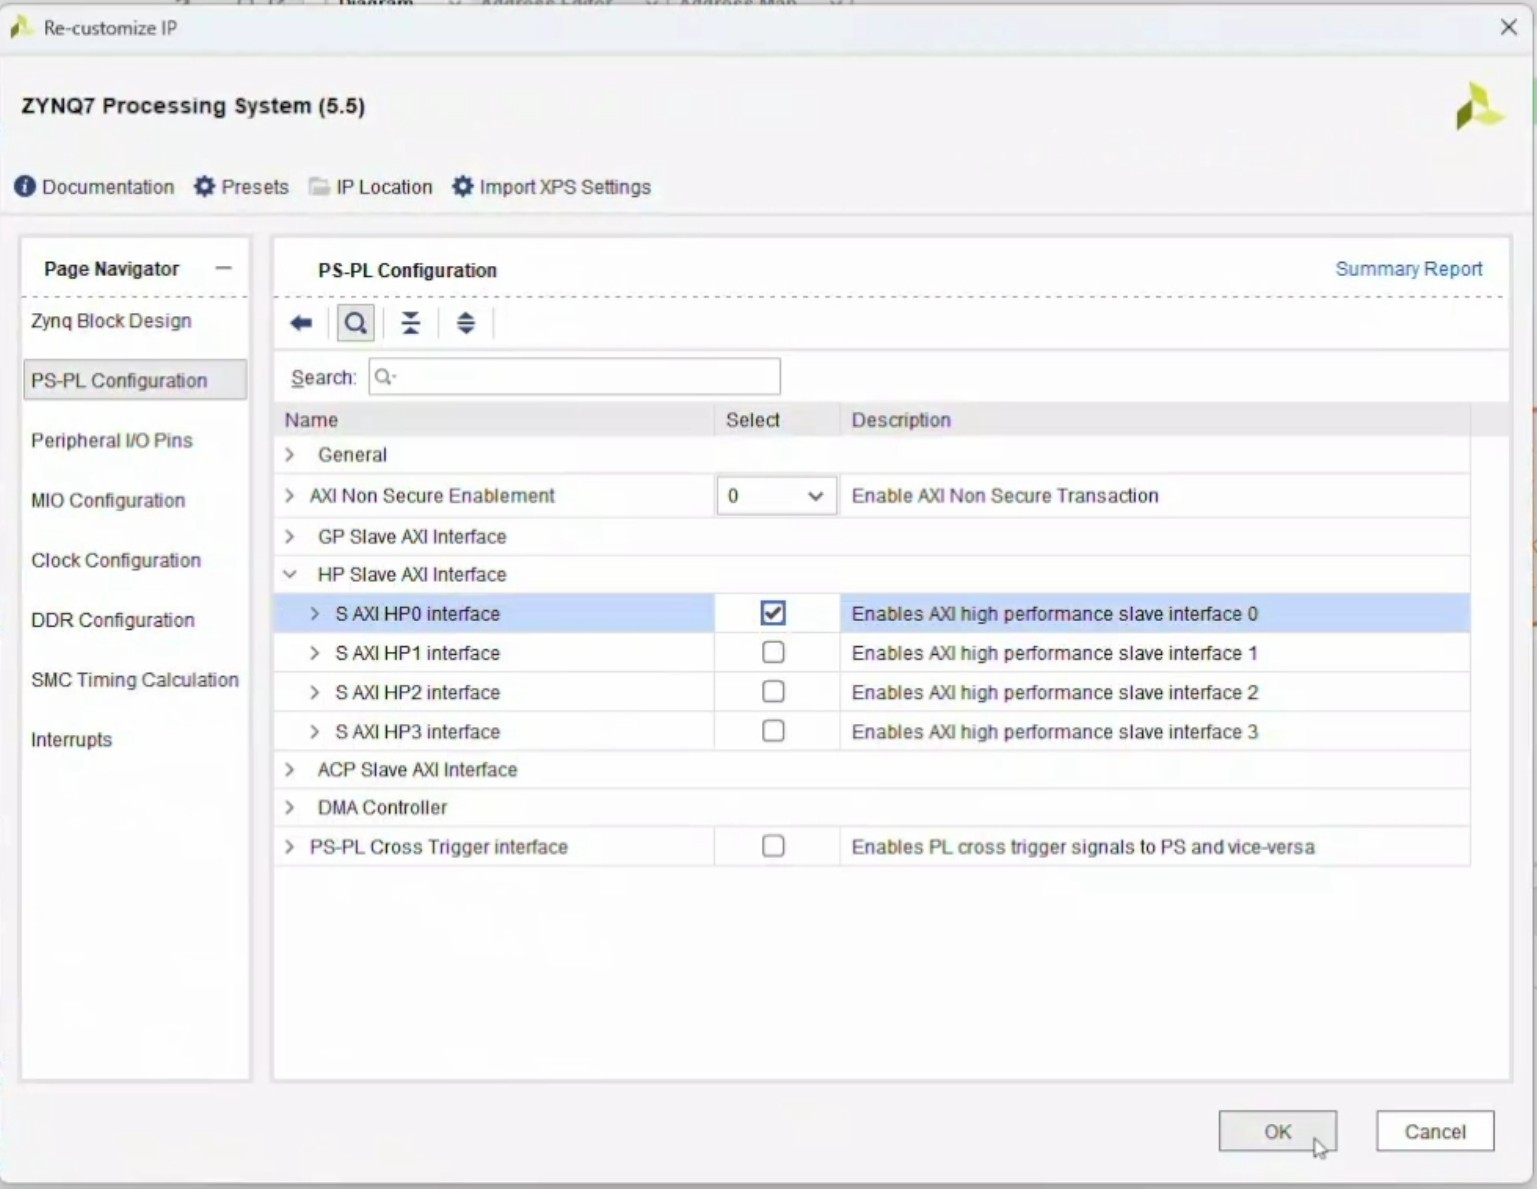 Diagram Address Editor Address Map
Re-customize IP
ZYNQ7 Processing System (5.5)
Documentation Presets IP Location Import XPS Settings
Page Navigator
Zynq Block Design
PS-PL Configuration
Peripheral I/O Pins
MIO Configuration
Clock Configuration
DDR Configuration
SMC Timing Calculation
Interrupts
PS-PL Configuration
Summary Report
Search:
Name Select Description
General
AXI Non Secure Enablement 0 Enable AXI Non Secure Transaction
GP Slave AXI Interface
HP Slave AXI Interface
S AXI HP0 interface Enables AXI high performance slave interface 0
S AXI HP1 interface Enables AXI high performance slave interface 1
S AXI HP2 interface Enables AXI high performance slave interface 2
S AXI HP3 interface Enables AXI high performance slave interface 3
ACP Slave AXI Interface
DMA Controller
PS-PL Cross Trigger interface Enables PL cross trigger signals to PS and vice-versa
OK Cancel